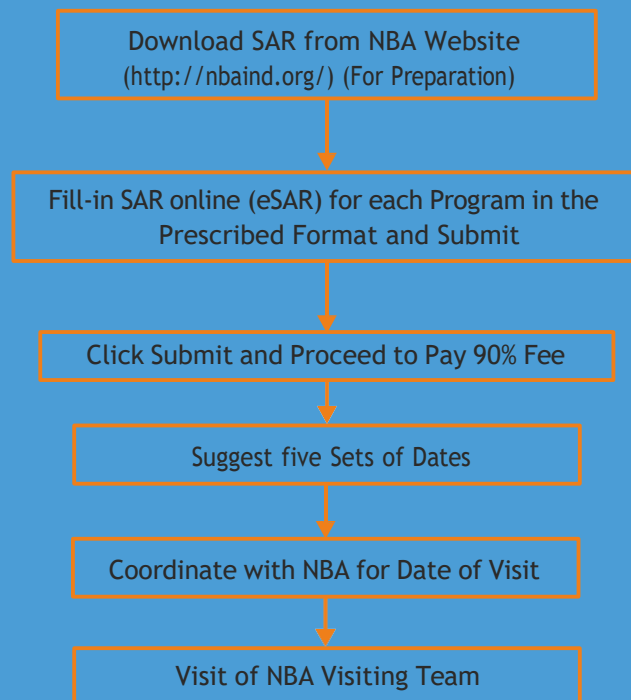 Download SAR from NBA Website
(http://nbaind.org/) (For Preparation)
Fill-in SAR online (eSAR) for each Program in the
Prescribed Format and Submit
Click Submit and Proceed to Pay 90% Fee
Suggest five Sets of Dates
Coordinate with NBA for Date of Visit
Visit of NBA Visiting Team